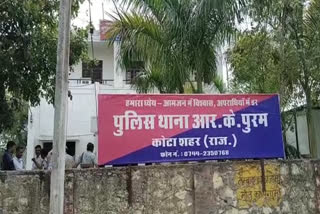 हमारा ध्येय - आमजन में विश्वास, अपराधियों में डर
पुलिस थाना आर.के.पुरम
कोटा शहर (राज.)
फोन नं. : 0744-2350768